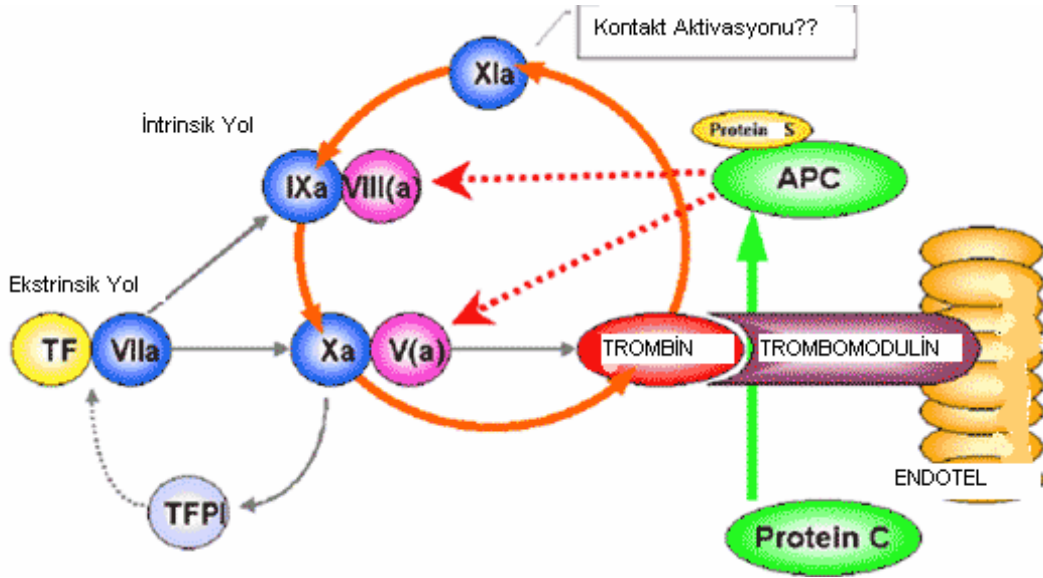 Kontakt Aktivasyonu??
XIa
İntrinsik Yol
Protein S
APC
IXa
VIII(a)
Ekstrinsik Yol
TF
VIIa
Xa
V(a)
TROMBİN
TROMBOMODULİN
ENDOTEL
TFPI
Protein C